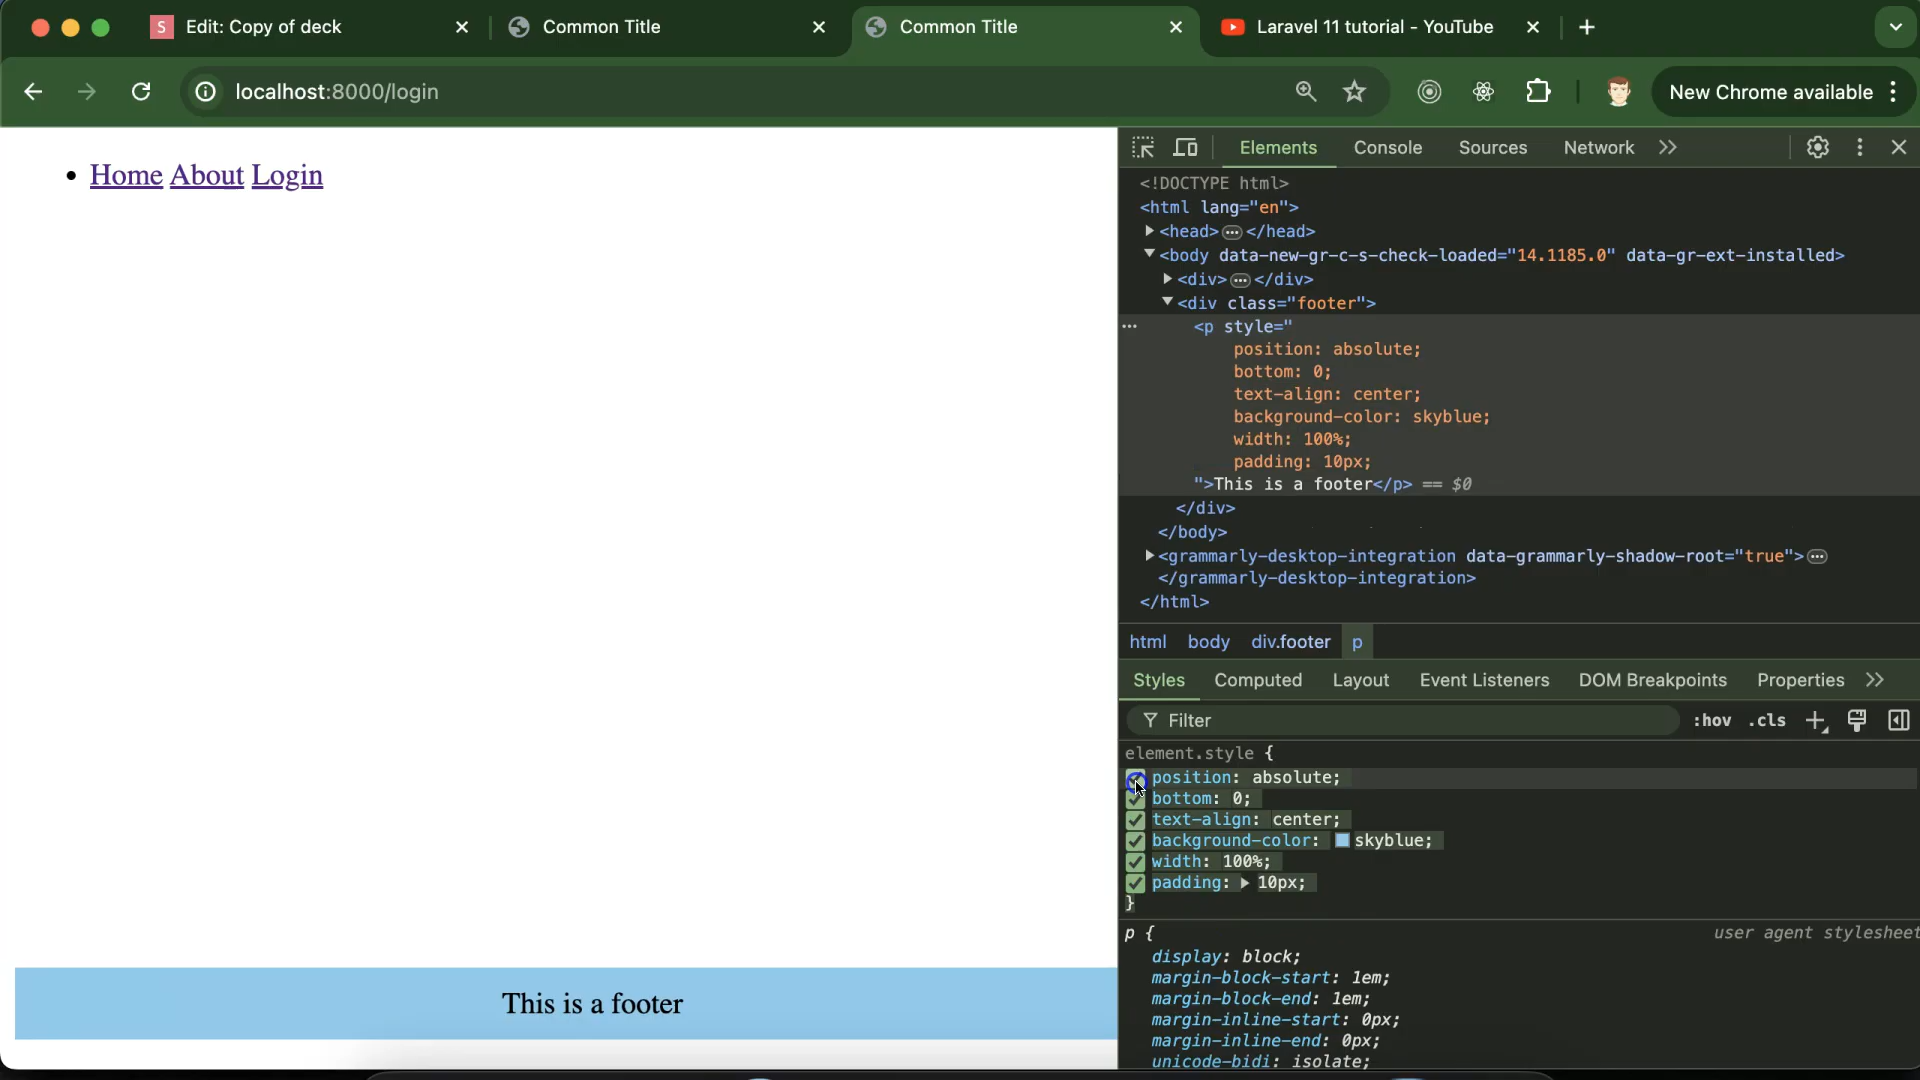 S Edit: Copy of deck
Common Title
Common Title
Laravel 11 tutorial - YouTube
localhost:8000/login
New Chrome available
Home About Login
Elements Console Sources Network
<!DOCTYPE html>
<html lang="en">
<head> </head>
<body data-new-gr-c-s-check-loaded="14.1185.0" data-gr-ext-installed>
<div> </div>
<div class="footer">
<p style="
position: absolute;
bottom: 0;
text-align: center;
background-color: skyblue;
width: 100%;
padding: 10px;
">This is a footer</p> == $0
</div>
</body>
<grammarly-desktop-integration data-grammarly-shadow-root="true">
</grammarly-desktop-integration>
</html>
html body div.footer p
Styles Computed Layout Event Listeners DOM Breakpoints Properties
Filter :hov .cls
element.style {
position: absolute;
bottom: 0;
text-align: center;
background-color: skyblue;
width: 100%;
padding: 10px;
}
p { user agent stylesheet
display: block;
margin-block-start: 1em;
margin-block-end: 1em;
margin-inline-start: 0px;
margin-inline-end: 0px;
unicode-bidi: isolate;
This is a footer